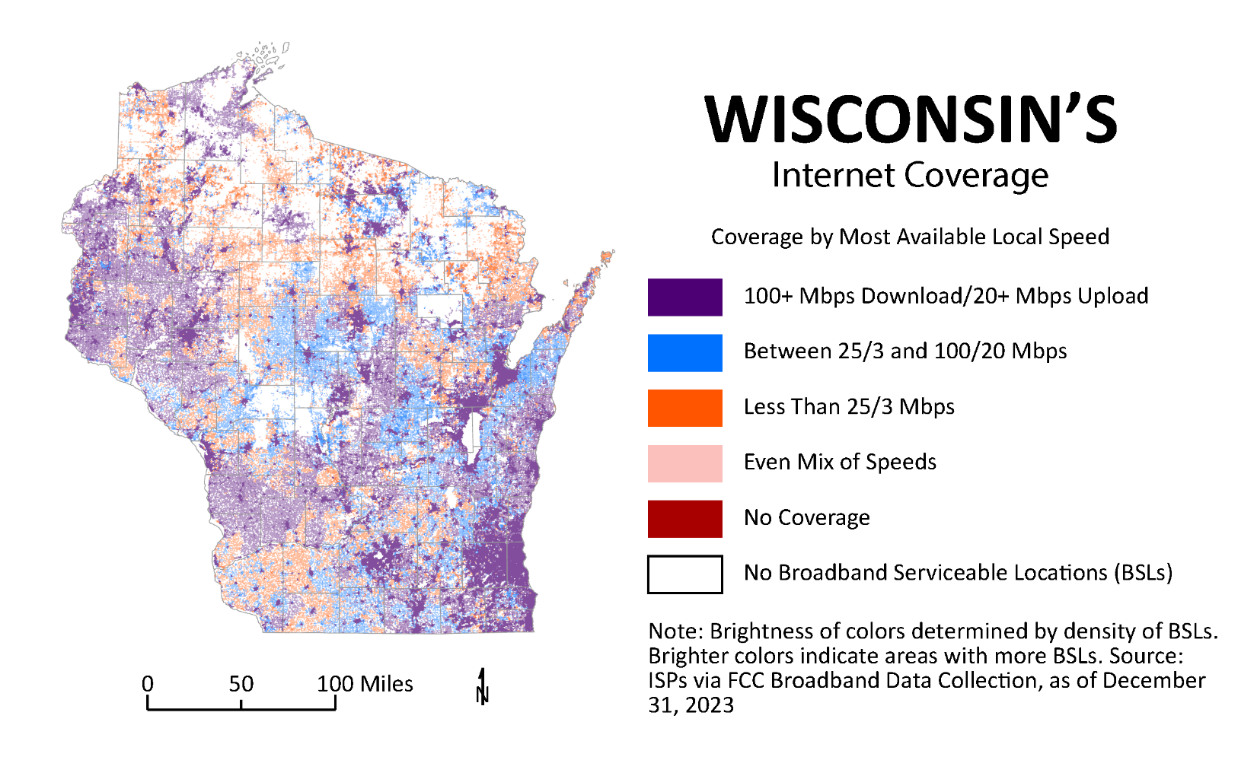 WISCONSIN'S
Internet Coverage
Coverage by Most Available Local Speed
100+ Mbps Download/20+ Mbps Upload
Between 25/3 and 100/20 Mbps
Less Than 25/3 Mbps
Even Mix of Speeds
No Coverage
No Broadband Serviceable Locations (BSLs)
Note: Brightness of colors determined by density of BSLs.
Brighter colors indicate areas with more BSLs. Source:
ISPs via FCC Broadband Data Collection, as of December
31, 2023
0 50 100 Miles
N